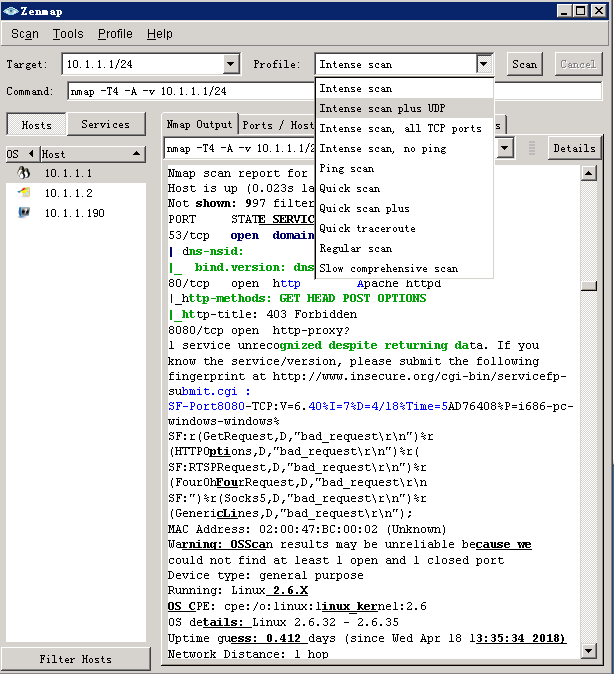 Zenmap
Scan Tools Profile Help
Target: 10.1.1.1/24 Profile: Intense scan Scan Cancel
Command: nmap -T4 -A -v 10.1.1.1/24
Hosts Services
OS Host
10.1.1.1
10.1.1.2
10.1.1.190
Filter Hosts
Intense scan
Intense scan plus UDP
Intense scan, all TCP ports
Intense scan, no ping
Ping scan
Quick scan
Quick scan plus
Quick traceroute
Regular scan
Slow comprehensive scan
Nmap Output Ports / Host
nmap -T4 -A -v 10.1.1.1/2 Details
Nmap scan report for
Host is up (0.023s la
Not shown: 997 filter
PORT STATE SERVIC
53/tcp open domain
| dns-nsid:
|_ bind.version: dns
80/tcp open http Apache httpd
|_http-methods: GET HEAD POST OPTIONS
|_http-title: 403 Forbidden
8080/tcp open http-proxy?
1 service unrecognized despite returning data. If you
know the service/version, please submit the following
fingerprint at http://www.insecure.org/cgi-bin/servicefp-
submit.cgi :
SF-Port8080-TCP:V=6.40%I=7%D=4/18%Time=5AD76408%P=i686-pc-
windows-windows%
SF:r(GetRequest,D,"bad_request\r\n")%r
(HTTPOptions,D,"bad_request\r\n")%r(
SF:RTSPRequest,D,"bad_request\r\n")%r
(FourOhFourRequest,D,"bad_request\r\n
SF:")%r(Socks5,D,"bad_request\r\n")%r
(GenericLines,D,"bad_request\r\n");
MAC Address: 02:00:47:BC:00:02 (Unknown)
Warning: OSScan results may be unreliable because we
could not find at least 1 open and 1 closed port
Device type: general purpose
Running: Linux 2.6.X
OS CPE: cpe:/o:linux:linux_kernel:2.6
OS details: Linux 2.6.32 - 2.6.35
Uptime guess: 0.412 days (since Wed Apr 18 13:35:34 2018)
Network Distance: 1 hop